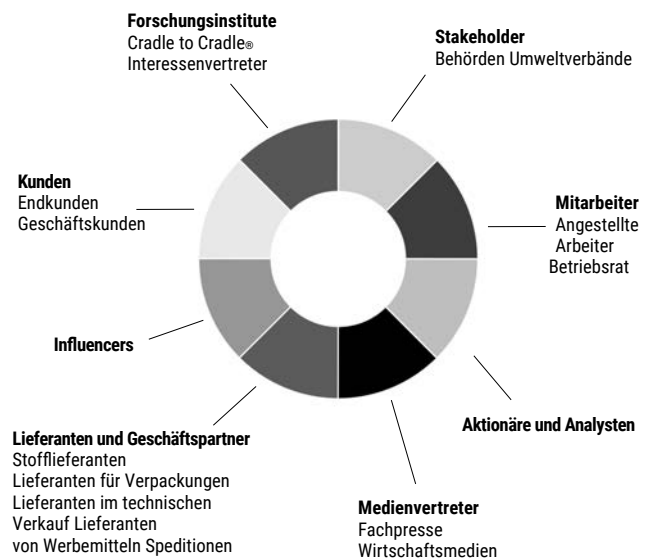 Forschungsinstitute
Cradle to Cradle®
Interessenvertreter
Stakeholder
Behörden Umweltverbände
Kunden
Endkunden
Geschäftskunden
Mitarbeiter
Angestellte
Arbeiter
Betriebsrat
Influencers
Aktionäre und Analysten
Lieferanten und Geschäftspartner
Stofflieferanten
Lieferanten für Verpackungen
Lieferanten im technischen
Verkauf Lieferanten
von Werbemitteln Speditionen
Medienvertreter
Fachpresse
Wirtschaftsmedien